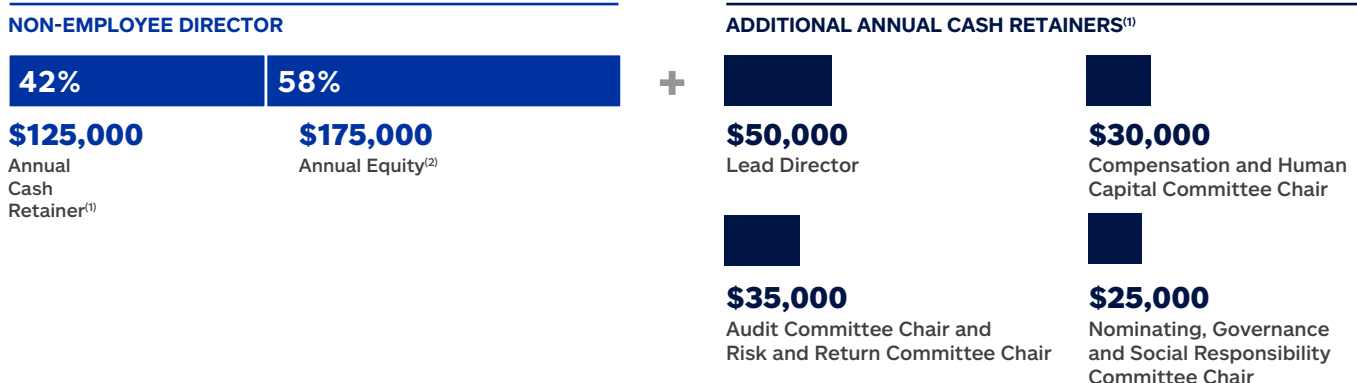 NON-EMPLOYEE DIRECTOR
42%
58%
$125,000
Annual
Cash
Retainer(1)
$175,000
Annual Equity(2)
+
ADDITIONAL ANNUAL CASH RETAINERS(1)
$50,000
Lead Director
$30,000
Compensation and Human
Capital Committee Chair
$35,000
Audit Committee Chair and
Risk and Return Committee Chair
$25,000
Nominating, Governance
and Social Responsibility
Committee Chair